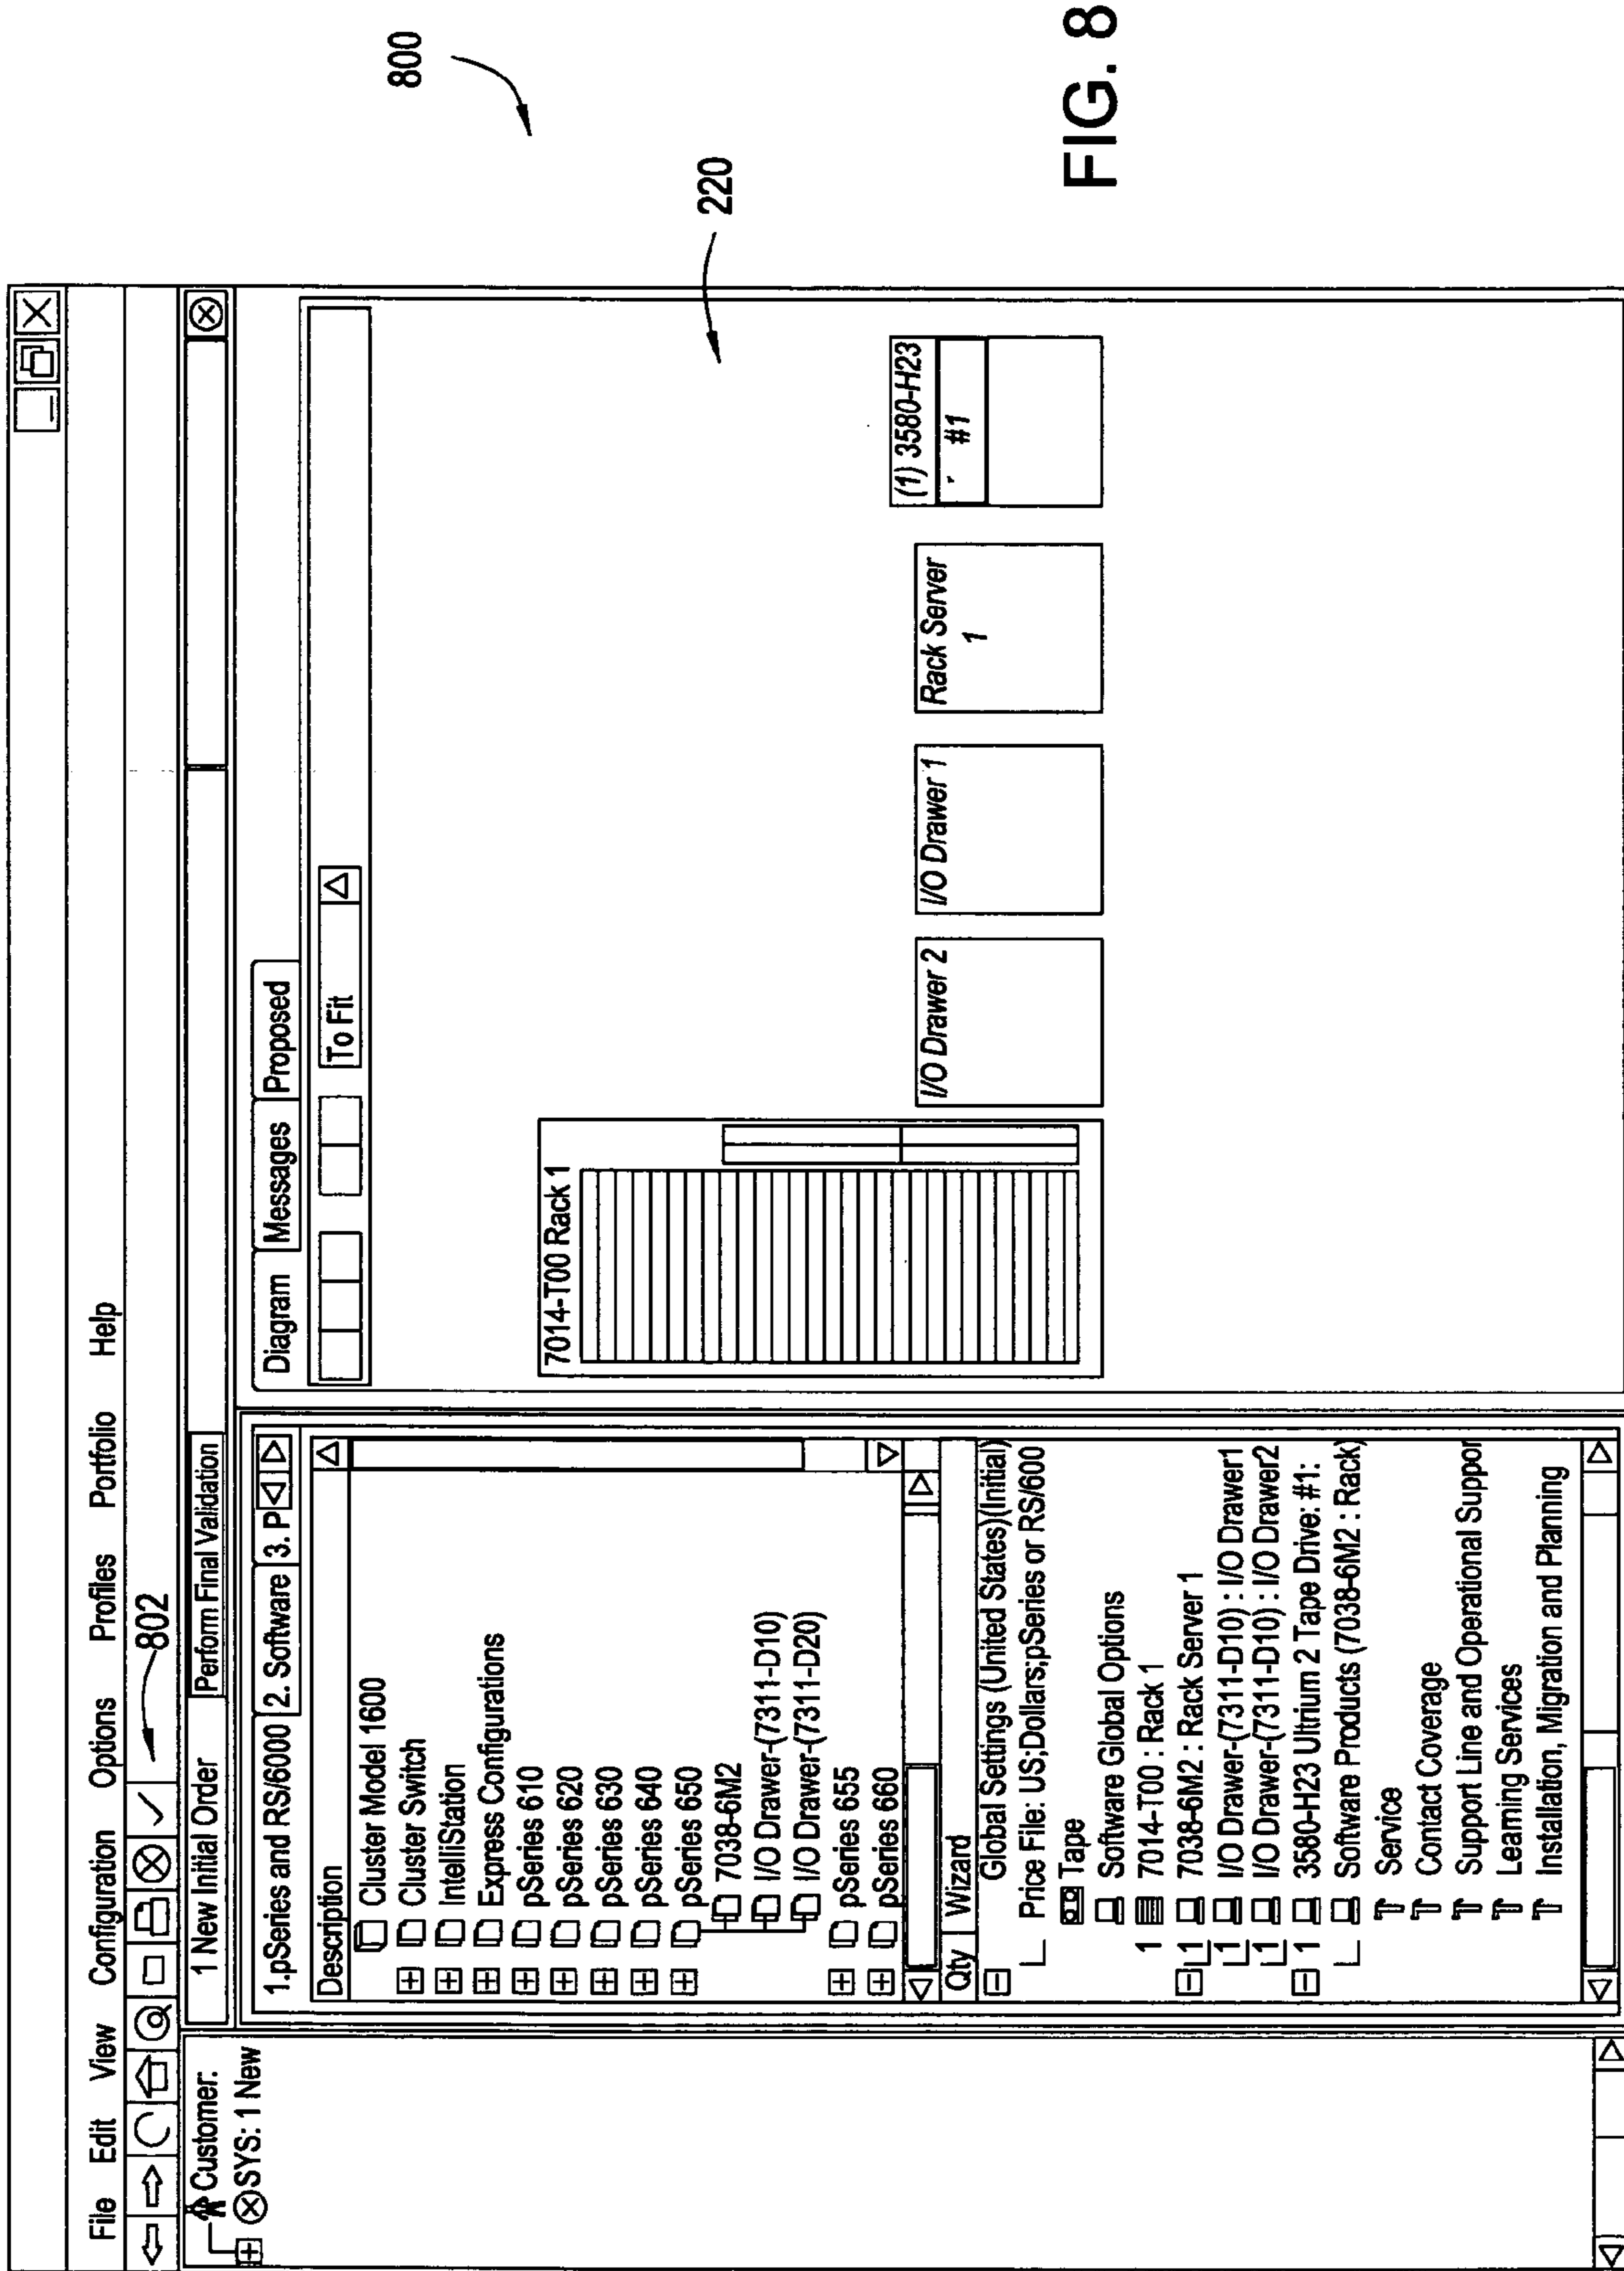 File Edit View Configuration Options Profiles Portfolio Help
802
Customer:
SYS: 1 New
1 New Initial Order
Perform Final Validation
1.pSeries and RS/6000
2. Software
3. P
Description
Cluster Model 1600
Cluster Switch
IntelliStation
Express Configurations
pSeries 610
pSeries 620
pSeries 630
pSeries 640
pSeries 650
7038-6M2
I/O Drawer-(7311-D10)
I/O Drawer-(7311-D20)
pSeries 655
pSeries 660
Qty Wizard
Global Settings (United States)(Initial)
Price File: US;Dollars;pSeries or RS/600
Tape
Software Global Options
1 7014-T00 : Rack 1
1 7038-6M2 : Rack Server 1
1 I/O Drawer-(7311-D10) : I/O Drawer1
1 I/O Drawer-(7311-D10) : I/O Drawer2
1 3580-H23 Ultrium 2 Tape Drive: #1:
Software Products (7038-6M2 : Rack)
Service
Contact Coverage
Support Line and Operational Suppor
Learning Services
Installation, Migration and Planning
Diagram
Messages
Proposed
To Fit
7014-T00 Rack 1
I/O Drawer 2
I/O Drawer 1
Rack Server
1
(1) 3580-H23
#1
220
800
FIG. 8